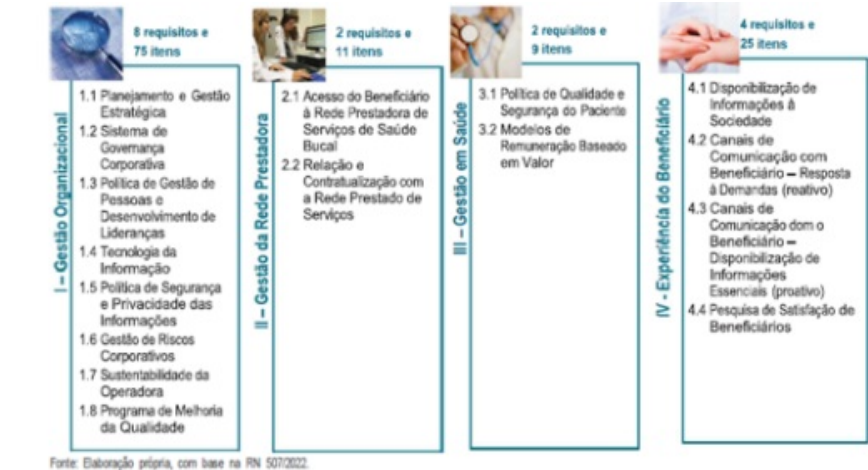 8 requisitos e
75 itens
I – Gestão Organizacional
1.1 Planejamento e Gestão
Estratégica
1.2 Sistema de
Governança
Corporativa
1.3 Política de Gestão de
Pessoas e
Desenvolvimento de
Lideranças
1.4 Tecnologia da
Informação
1.5 Política de Segurança
e Privacidade das
Informações
1.6 Gestão de Riscos
Corporativos
1.7 Sustentabilidade da
Operadora
1.8 Programa de Melhoria
da Qualidade
2 requisitos e
11 itens
II – Gestão da Rede Prestadora
2.1 Acesso do Beneficiário
à Rede Prestadora de
Serviços de Saúde
Bucal
2.2 Relação e
Contratualização com
a Rede Prestado de
Serviços
2 requisitos e
9 itens
III – Gestão em Saúde
3.1 Política de Qualidade e
Segurança do Paciente
3.2 Modelos de
Remuneração Baseado
em Valor
4 requisitos e
25 itens
IV - Experiência do Beneficiário
4.1 Disponibilização de
Informações à
Sociedade
4.2 Canais de
Comunicação com
Beneficiário – Resposta
à Demandas (reativo)
4.3 Canais de
Comunicação dom o
Beneficiário –
Disponibilização de
Informações
Essenciais (proativo)
4.4 Pesquisa de Satisfação de
Beneficiários
Fonte: Elaboração própria, com base na RN 507/2022.